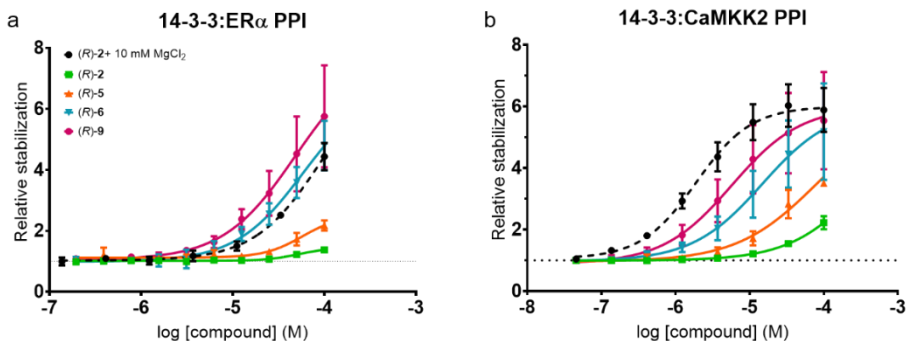 a
14-3-3:ERα PPI
Relative stabilization
8
6
4
2
0
(R)-2+ 10 mM MgCl₂
(R)-2
(R)-5
(R)-6
(R)-9
-7
-6
-5
-4
-3
log [compound] (M)
b
14-3-3:CaMKK2 PPI
Relative stabilization
8
6
4
2
0
-8
-7
-6
-5
-4
-3
log [compound] (M)